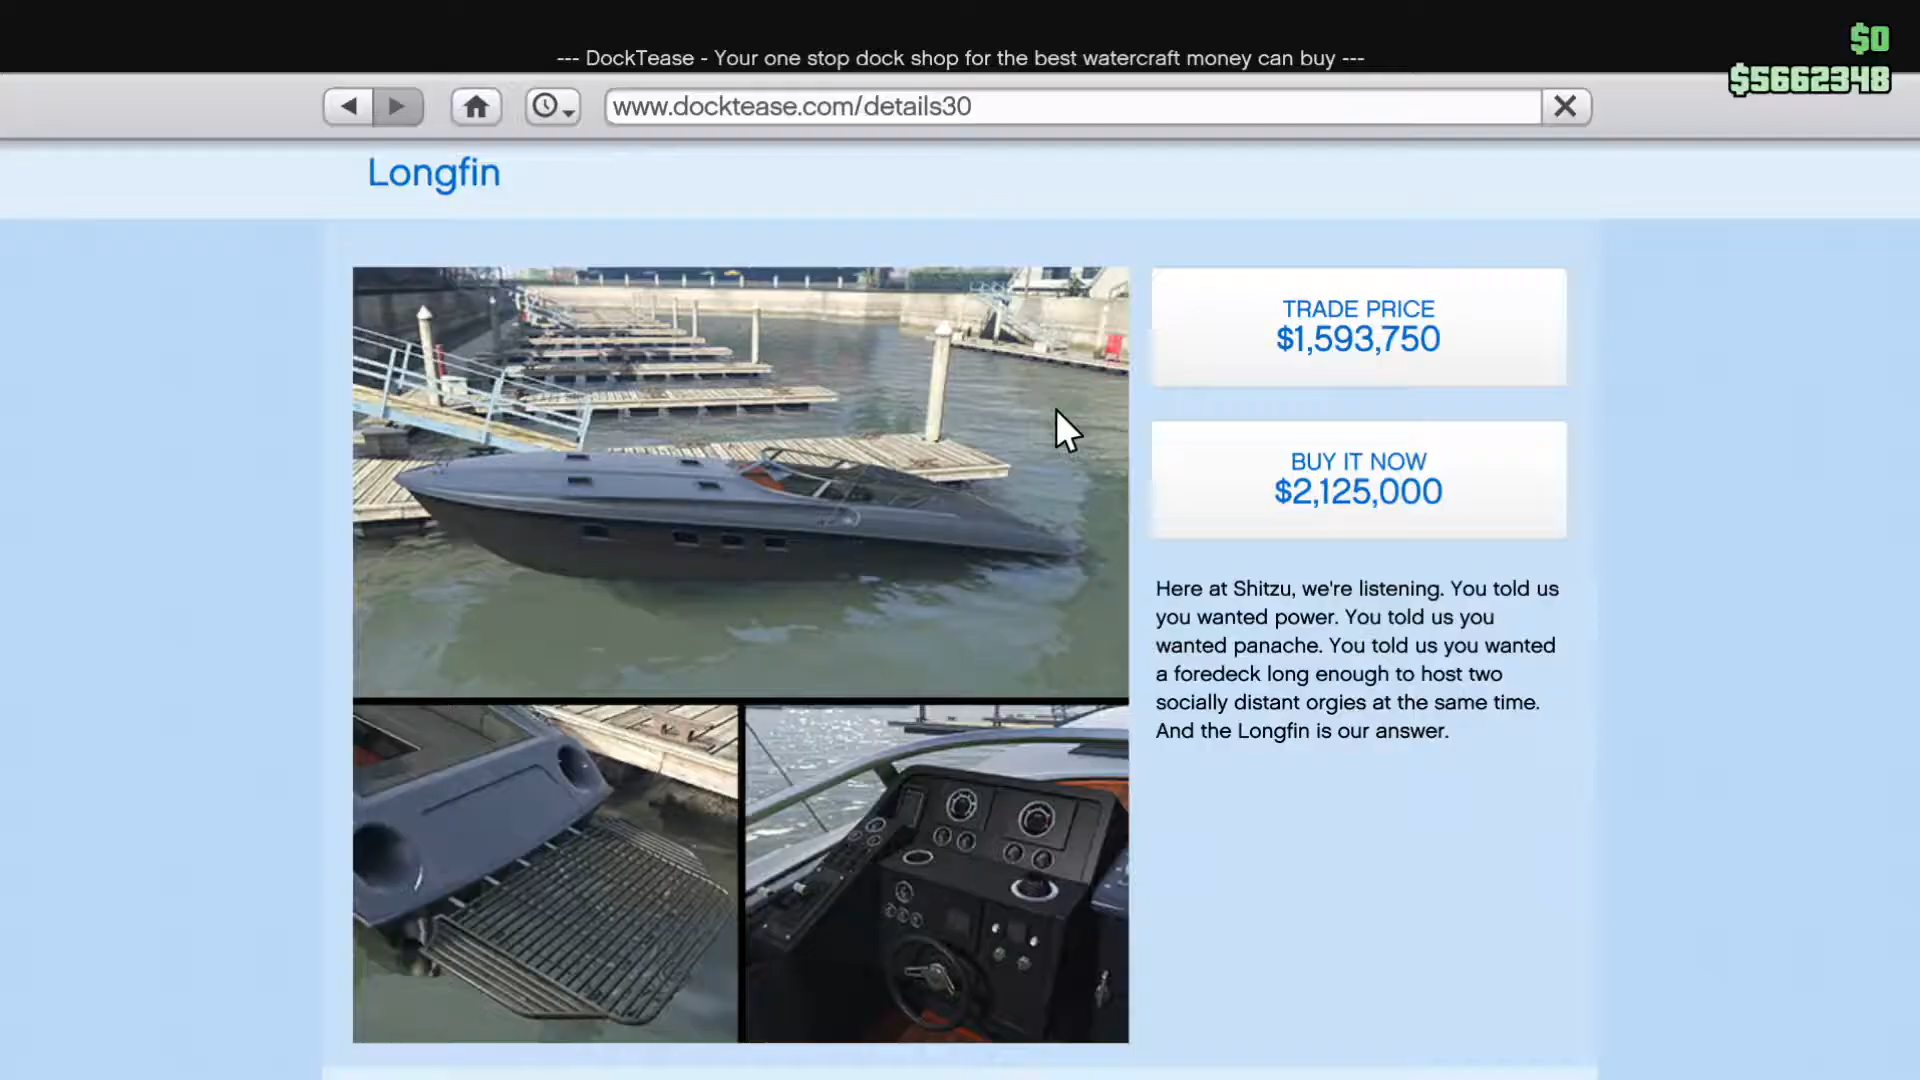 $0
--- DockTease - Your one stop dock shop for the best watercraft money can buy ---
$5662348
www.docktease.com/details30
Longfin
TRADE PRICE
$1,593,750
BUY IT NOW
$2,125,000
Here at Shitzu, we're listening. You told us
you wanted power. You told us you
wanted panache. You told us you wanted
a foredeck long enough to host two
socially distant orgies at the same time.
And the Longfin is our answer.